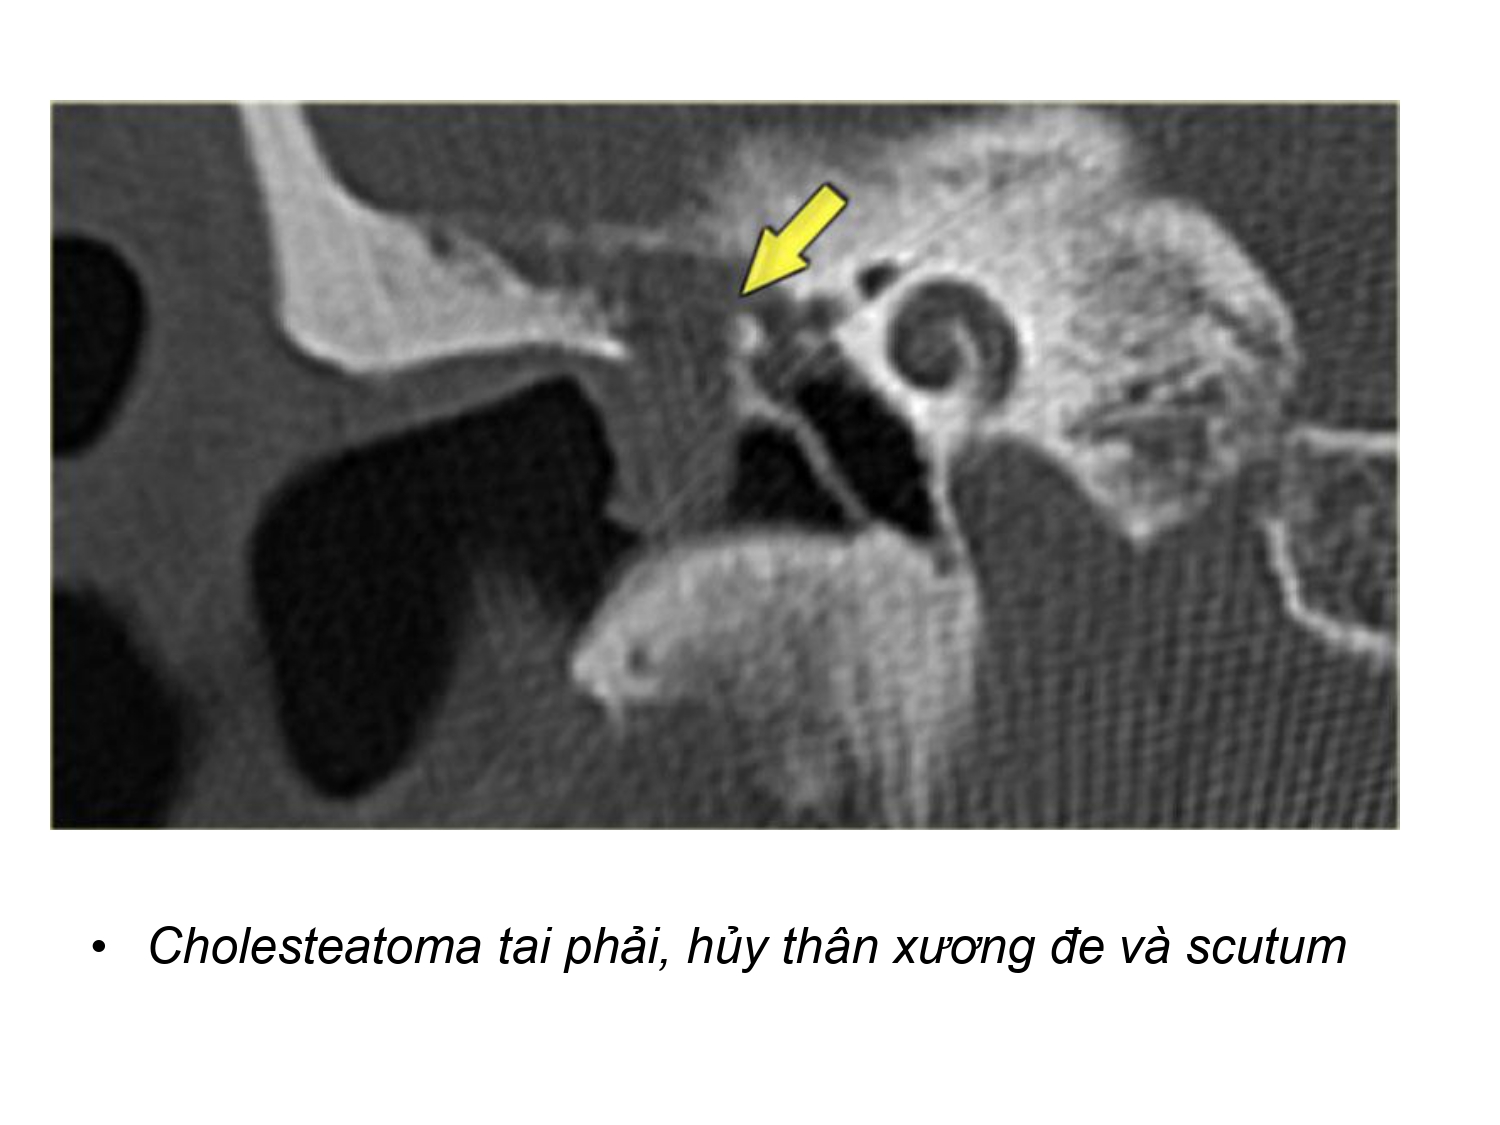 • Cholesteatoma tai phải, hủy thân xương đe và scutum